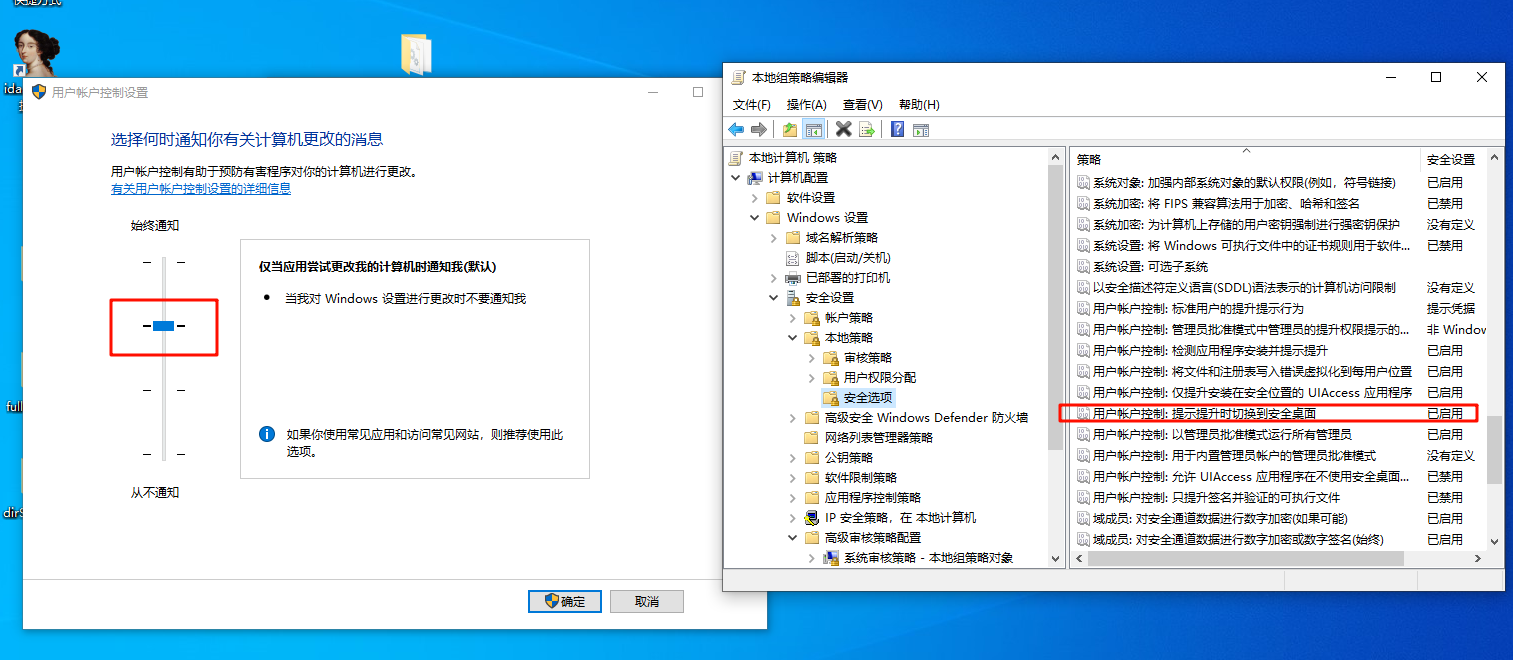 快捷方式
ida
用户帐户控制设置
选择何时通知你有关计算机更改的消息
用户帐户控制有助于预防有害程序对你的计算机进行更改。
有关用户帐户控制设置的详细信息
始终通知
仅当应用尝试更改我的计算机时通知我(默认)
当我对 Windows 设置进行更改时不要通知我
如果你使用常见应用和访问常见网站，则推荐使用此
选项。
从不通知
full
dirS
确定
取消
本地组策略编辑器
文件(F) 操作(A) 查看(V) 帮助(H)
本地计算机 策略
计算机配置
软件设置
Windows 设置
域名解析策略
脚本(启动/关机)
已部署的打印机
安全设置
帐户策略
本地策略
审核策略
用户权限分配
安全选项
高级安全 Windows Defender 防火墙
网络列表管理器策略
公钥策略
软件限制策略
应用程序控制策略
IP 安全策略，在 本地计算机
高级审核策略配置
系统审核策略 - 本地组策略对象
策略 安全设置
系统对象: 加强内部系统对象的默认权限(例如，符号链接) 已启用
系统加密: 将 FIPS 兼容算法用于加密、哈希和签名 已禁用
系统加密: 为计算机上存储的用户密钥强制进行强密钥保护 没有定义
系统设置: 将 Windows 可执行文件中的证书规则用于软件... 已禁用
系统设置: 可选子系统
以安全描述符定义语言(SDDL)语法表示的计算机访问限制 没有定义
用户帐户控制: 标准用户的提升提示行为 提示凭据
用户帐户控制: 管理员批准模式中管理员的提升权限提示的... 非 Window
用户帐户控制: 检测应用程序安装并提示提升 已启用
用户帐户控制: 将文件和注册表写入错误虚拟化到每用户位置 已启用
用户帐户控制: 仅提升安装在安全位置的 UIAccess 应用程序 已启用
用户帐户控制: 提示提升时切换到安全桌面 已启用
用户帐户控制: 以管理员批准模式运行所有管理员 已启用
用户帐户控制: 用于内置管理员帐户的管理员批准模式 没有定义
用户帐户控制: 允许 UIAccess 应用程序在不使用安全桌面... 已禁用
用户帐户控制: 只提升签名并验证的可执行文件 已禁用
域成员: 对安全通道数据进行数字加密(如果可能) 已启用
域成员: 对安全通道数据进行数字加密或数字签名(始终) 已启用